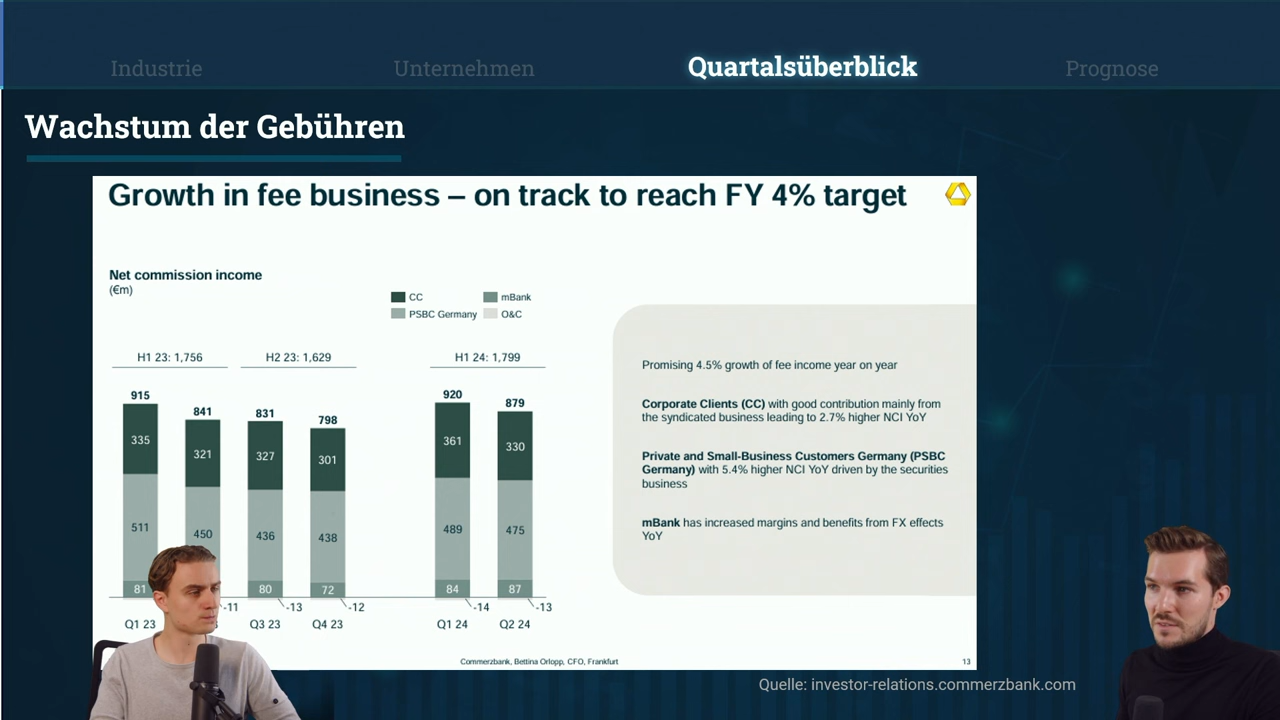 Industrie
Unternehmen
Quartalsüberblick
Prognose
Wachstum der Gebühren
Growth in fee business – on track to reach FY 4% target
Net commission income
(€m)
CC
mBank
PSBC Germany
O&C
H1 23: 1,756
H2 23: 1,629
H1 24: 1,799
915
841
831
798
920
879
335
321
327
301
361
330
511
450
436
438
489
475
81
80
72
84
87
-11
-13
-12
-14
-13
Q1 23
Q3 23
Q4 23
Q1 24
Q2 24
Promising 4.5% growth of fee income year on year
Corporate Clients (CC) with good contribution mainly from
the syndicated business leading to 2.7% higher NCI YoY
Private and Small-Business Customers Germany (PSBC
Germany) with 5.4% higher NCI YoY driven by the securities
business
mBank has increased margins and benefits from FX effects
YoY
Commerzbank, Bettina Orlopp, CFO, Frankfurt
13
Quelle: investor-relations.commerzbank.com